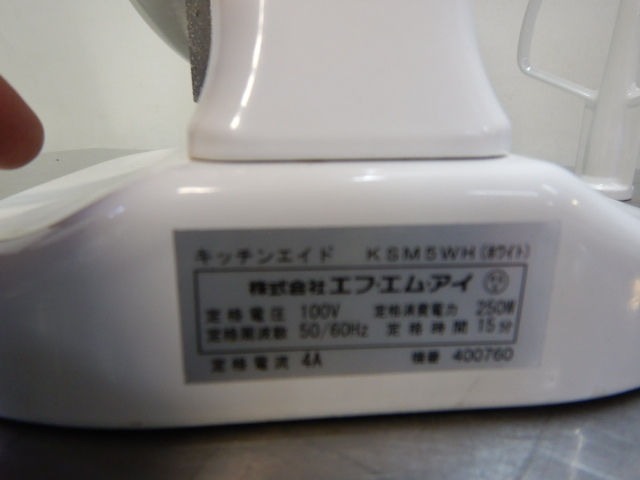 キッチンエイド KSM5WH(ホワイト)
株式会社 エフ・エム・アイ
定格電圧 100V 定格消費電力 250W
定格周波数 50/60Hz 定格時間 15分
定格電流 4A 機番 400760